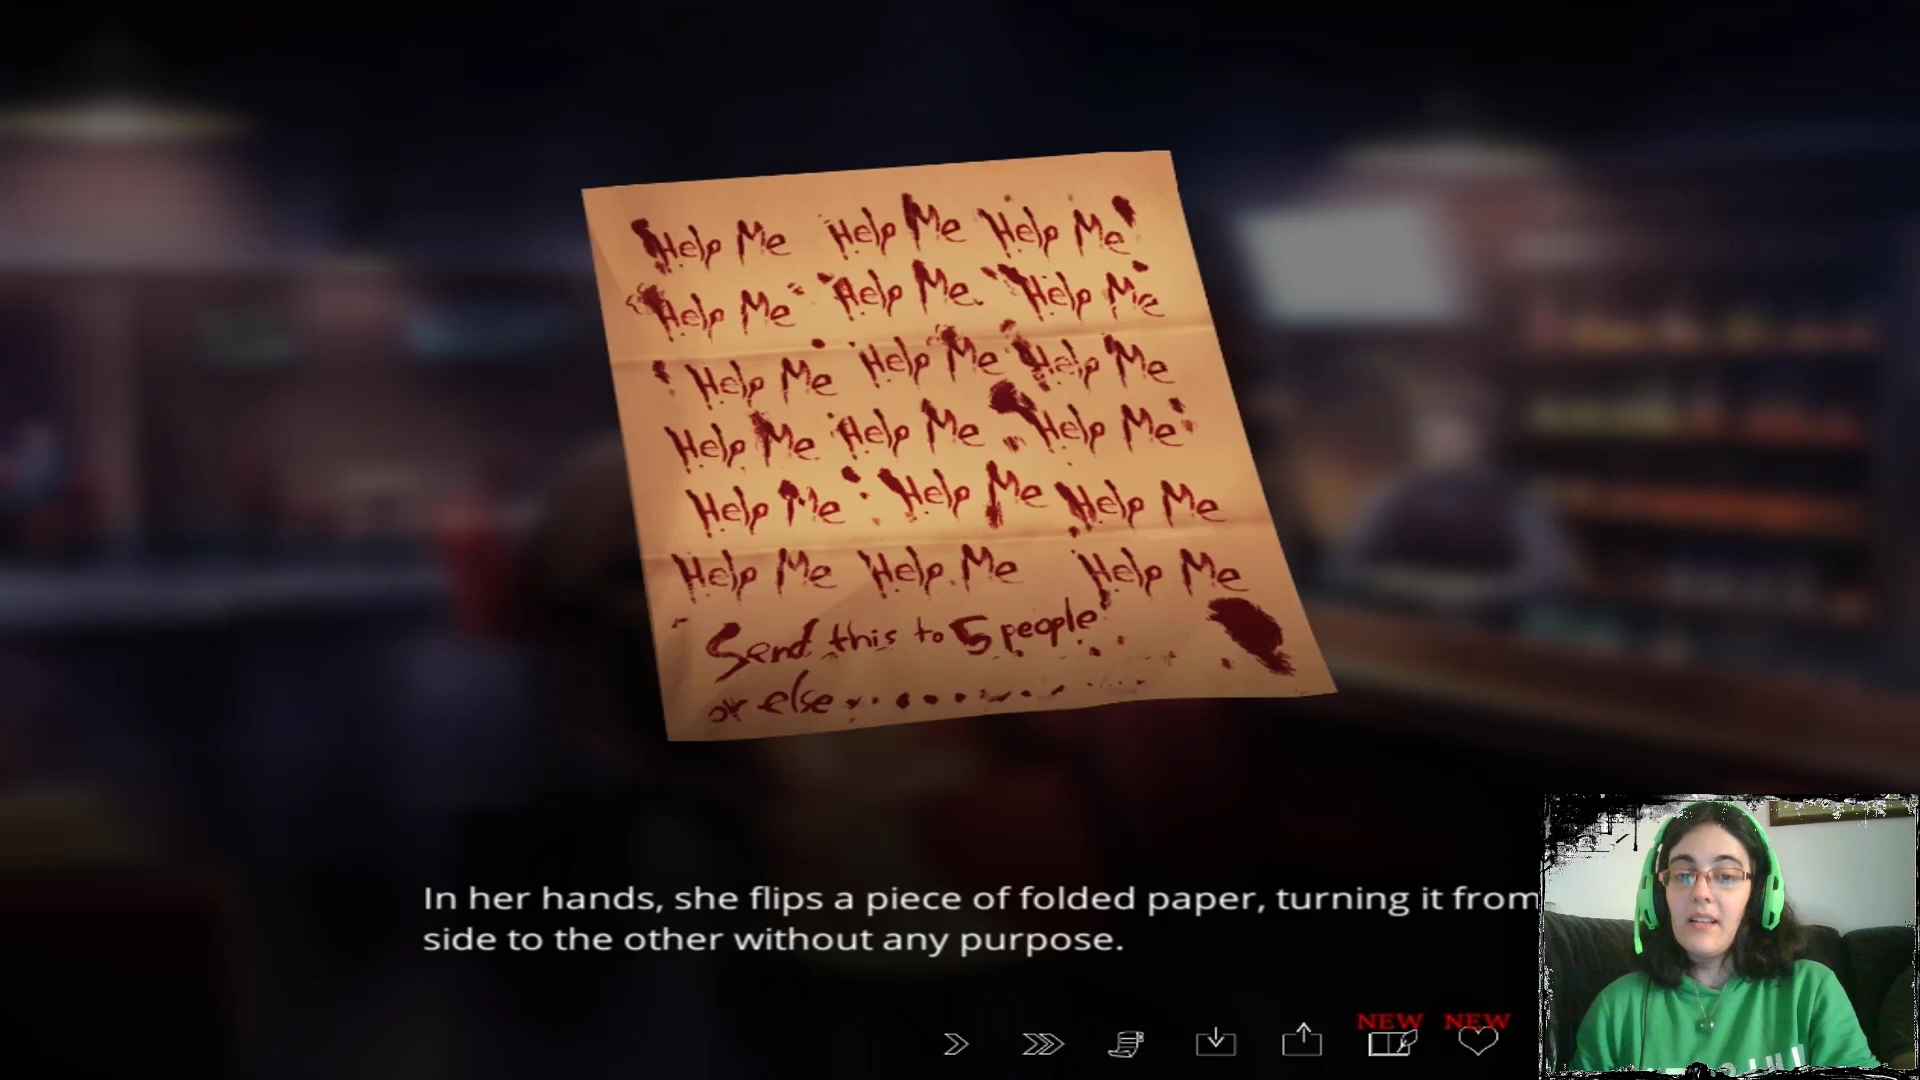 Help Me Help Me Help Me
Help Me Help Me Help Me
Help Me Help Me Help Me
Help Me Help Me Help Me
Help Me Help Me Help Me
Help Me Help Me Help Me
Send this to 5 people
or else..........
In her hands, she flips a piece of folded paper, turning it from
side to the other without any purpose.
NEW NEW